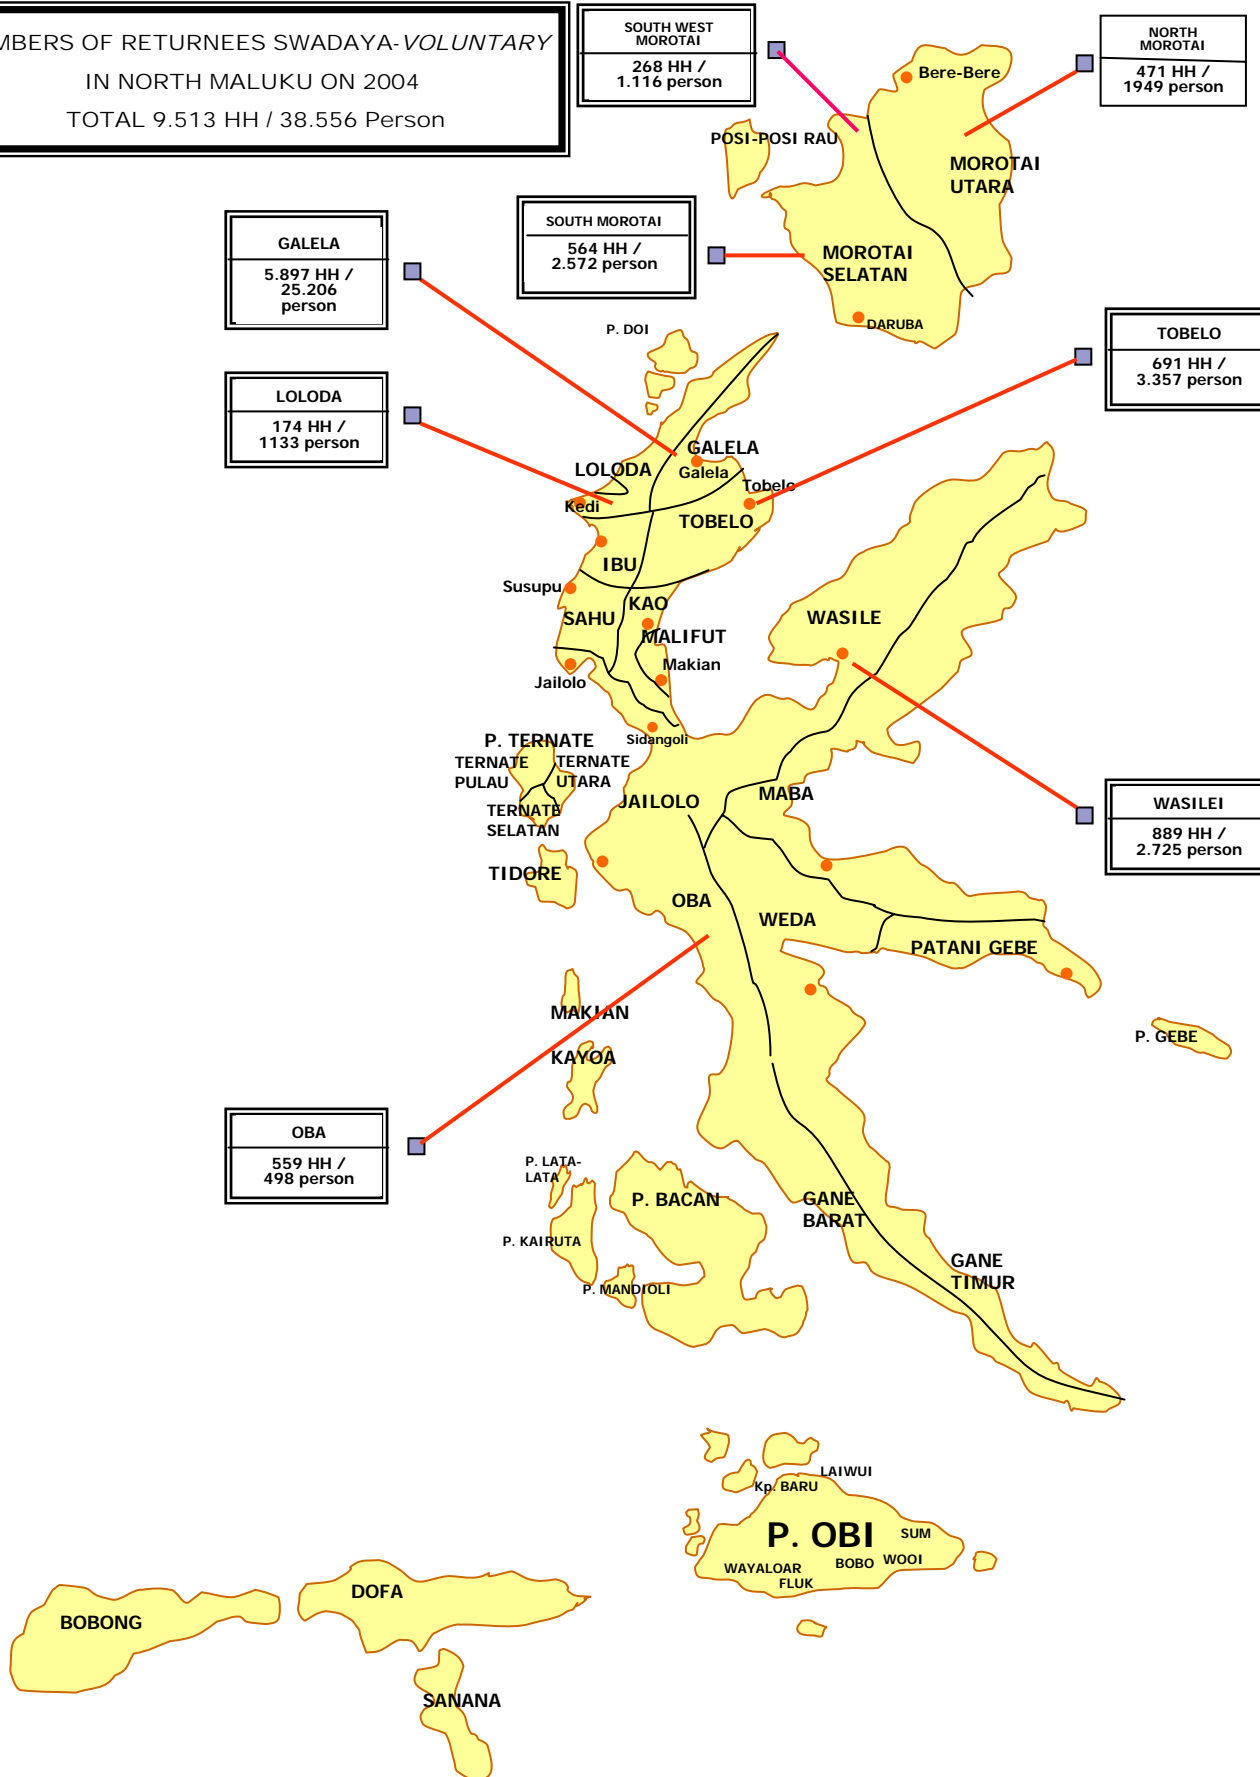 MBERS OF RETURNEES SWADAYA-VOLUNTARY
IN NORTH MALUKU ON 2004
TOTAL 9.513 HH / 38.556 Person
SOUTH WEST
MOROTAI
268 HH /
1.116 person
NORTH
MOROTAI
471 HH /
1949 person
Bere-Bere
POSI-POSI RAU
MOROTAI
UTARA
SOUTH MOROTAI
564 HH /
2.572 person
MOROTAI
SELATAN
DARUBA
GALELA
5.897 HH /
25.206
person
P. DOI
TOBELO
691 HH /
3.357 person
LOLODA
174 HH /
1133 person
GALELA
Galela
LOLODA
Kedi
Tobelo
TOBELO
IBU
Susupu
KAO
SAHU
MALIFUT
Makian
Jailolo
WASILE
Sidangoli
P. TERNATE
TERNATE
PULAU
TERNATE
UTARA
TERNATE
SELATAN
JAILOLO
MABA
WASILEI
889 HH /
2.725 person
TIDORE
OBA
WEDA
PATANI GEBE
MAKIAN
KAYOA
P. GEBE
OBA
559 HH /
498 person
P. LATA-
LATA
P. BACAN
GANE
BARAT
P. KAIRUTA
P. MANDIOLI
GANE
TIMUR
LAIWUI
Kp. BARU
P. OBI
SUM
WAYALOAR
BOBO
WOOI
FLUK
DOFA
BOBONG
SANANA